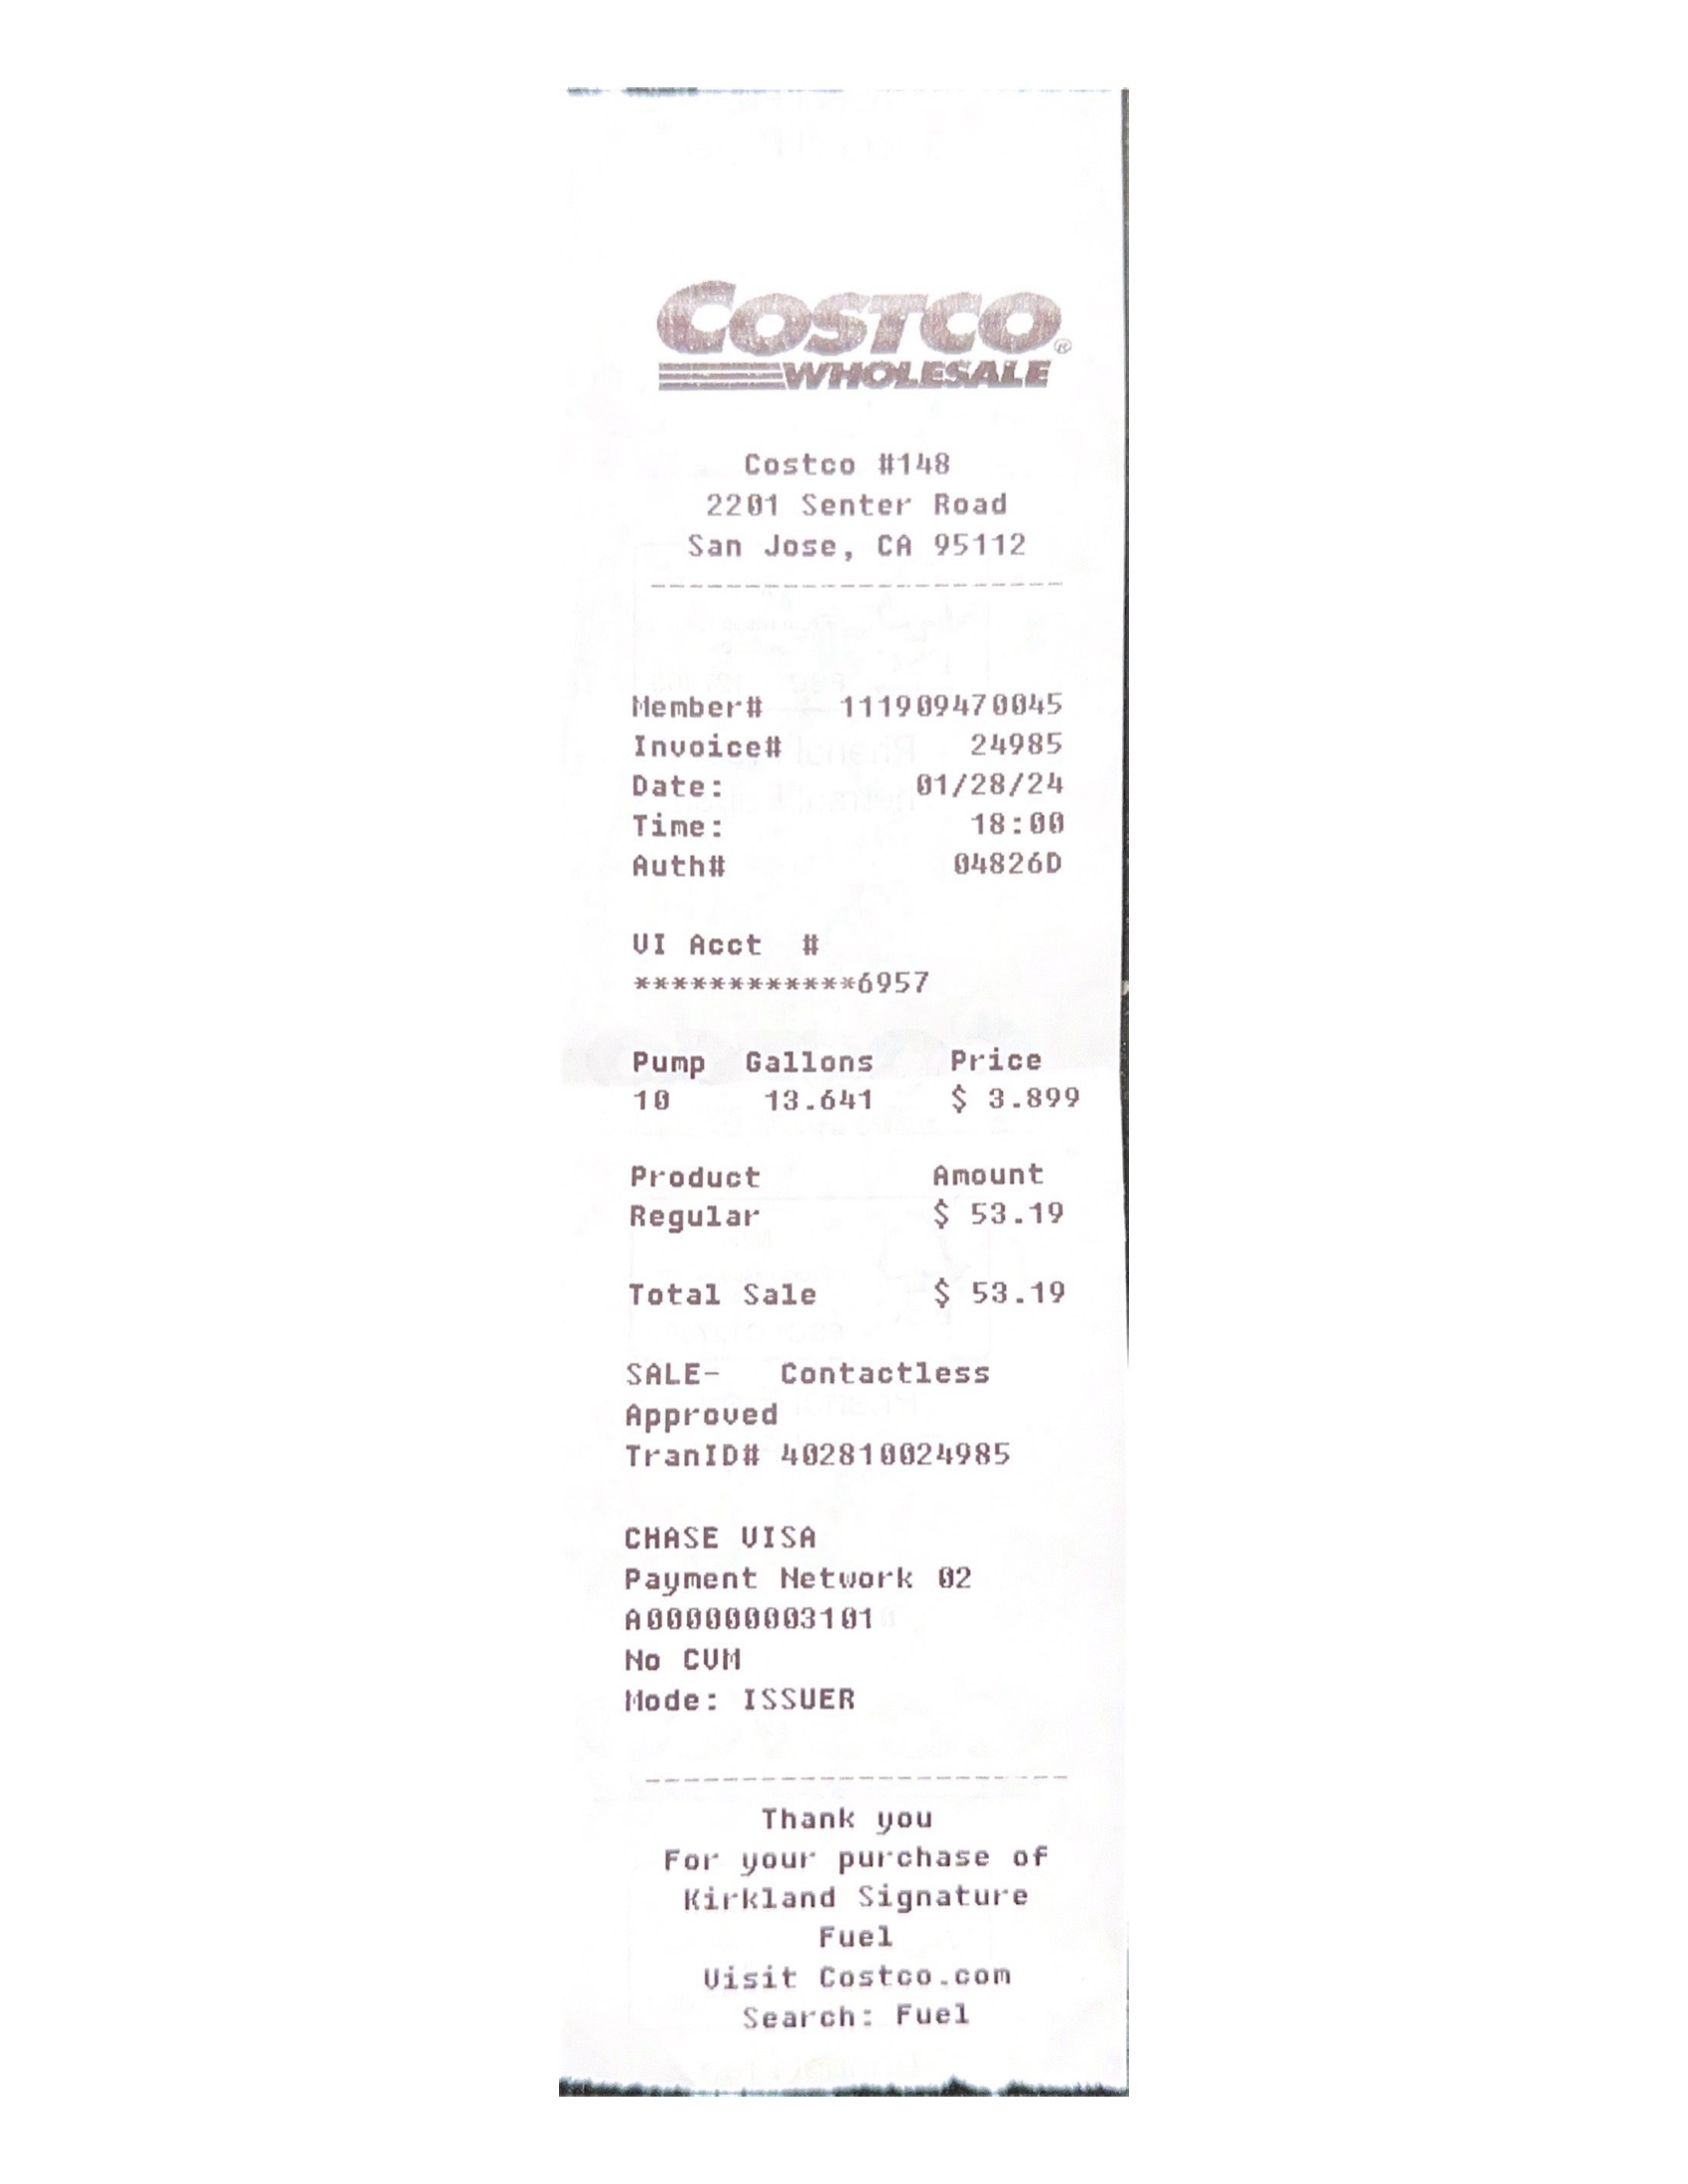 COSTCO®
WHOLESALE
Costco #148
2201 Senter Road
San Jose, CA 95112
----------------------
Member# 111909470045
Invoice# 24985
Date: 01/28/24
Time: 18:00
Auth# 04826D
VI Acct #
************6957
Pump Gallons Price
10 13.641 $ 3.899
Product Amount
Regular $ 53.19
Total Sale $ 53.19
SALE- Contactless
Approved
TranID# 402810024985
CHASE VISA
Payment Network 02
A0000000003101
No CVM
Mode: ISSUER
----------------------
Thank you
For your purchase of
Kirkland Signature
Fuel
Visit Costco.com
Search: Fuel